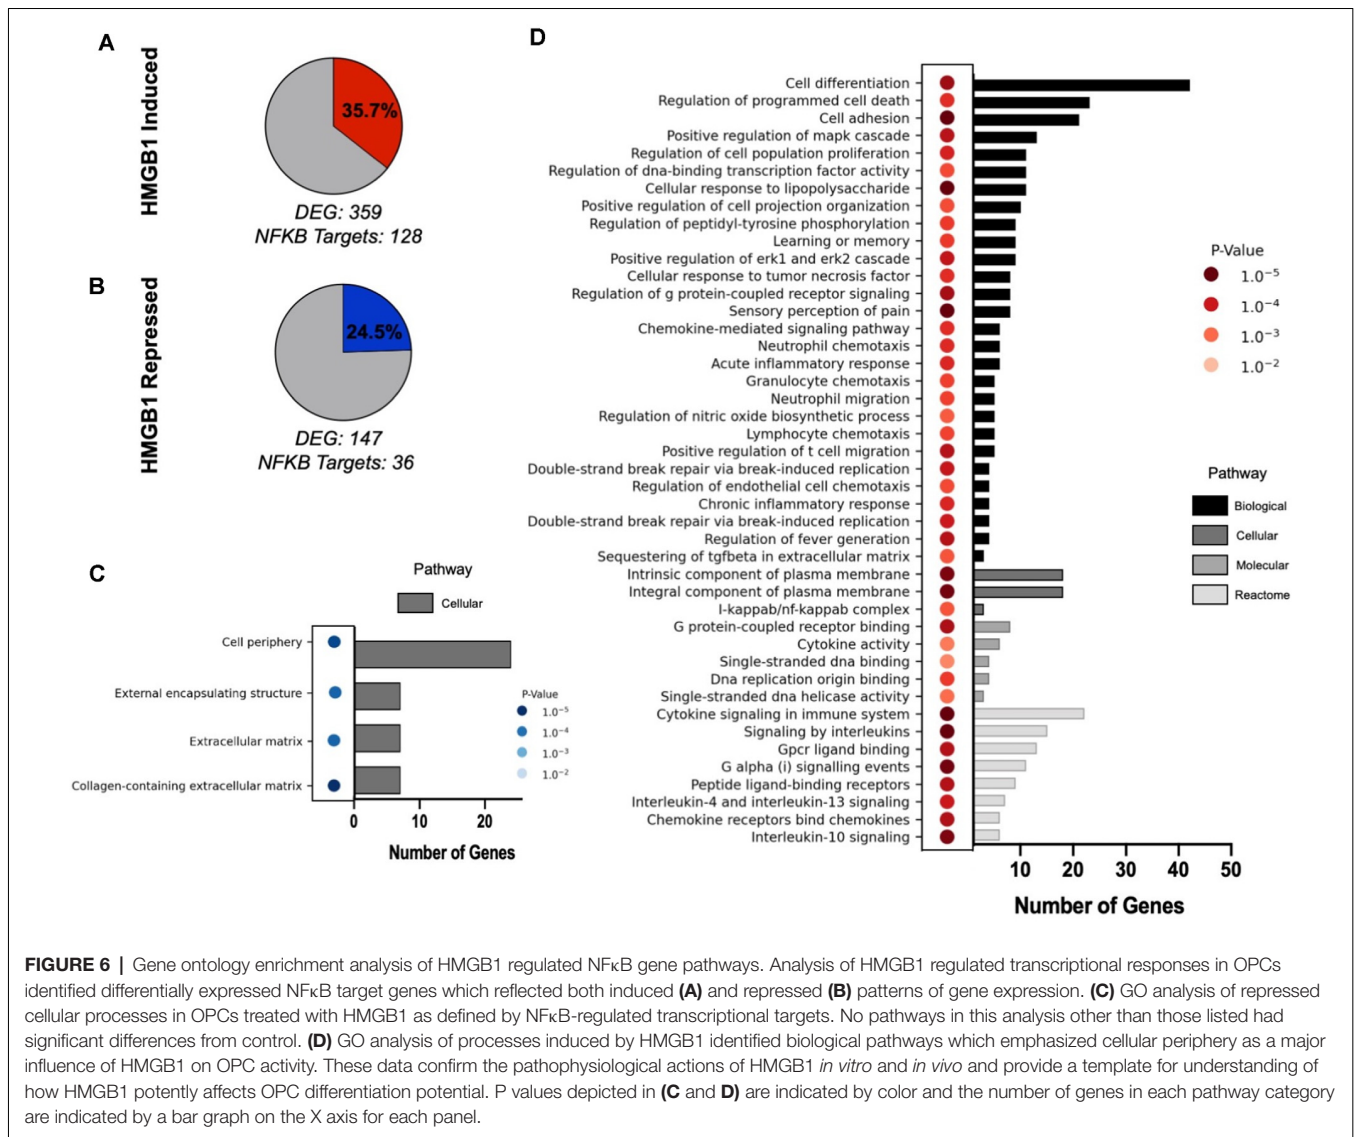 A
HMGB1 Induced
35.7%
DEG: 359
NFKB Targets: 128
B
HMGB1 Repressed
24.5%
DEG: 147
NFKB Targets: 36
C
Pathway
Cellular
Cell periphery
External encapsulating structure
Extracellular matrix
Collagen-containing extracellular matrix
P-Value
1.0⁻⁵
1.0⁻⁴
1.0⁻³
1.0⁻²
0 10 20
Number of Genes
D
Cell differentiation
Regulation of programmed cell death
Cell adhesion
Positive regulation of mapk cascade
Regulation of cell population proliferation
Regulation of dna-binding transcription factor activity
Cellular response to lipopolysaccharide
Positive regulation of cell projection organization
Regulation of peptidyl-tyrosine phosphorylation
Learning or memory
Positive regulation of erk1 and erk2 cascade
Cellular response to tumor necrosis factor
Regulation of g protein-coupled receptor signaling
Sensory perception of pain
Chemokine-mediated signaling pathway
Neutrophil chemotaxis
Acute inflammatory response
Granulocyte chemotaxis
Neutrophil migration
Regulation of nitric oxide biosynthetic process
Lymphocyte chemotaxis
Positive regulation of t cell migration
Double-strand break repair via break-induced replication
Regulation of endothelial cell chemotaxis
Chronic inflammatory response
Double-strand break repair via break-induced replication
Regulation of fever generation
Sequestering of tgfbeta in extracellular matrix
Intrinsic component of plasma membrane
Integral component of plasma membrane
I-kappab/nf-kappab complex
G protein-coupled receptor binding
Cytokine activity
Single-stranded dna binding
Dna replication origin binding
Single-stranded dna helicase activity
Cytokine signaling in immune system
Signaling by interleukins
Gpcr ligand binding
G alpha (i) signalling events
Peptide ligand-binding receptors
Interleukin-4 and interleukin-13 signaling
Chemokine receptors bind chemokines
Interleukin-10 signaling
P-Value
1.0⁻⁵
1.0⁻⁴
1.0⁻³
1.0⁻²
Pathway
Biological
Cellular
Molecular
Reactome
10 20 30 40 50
Number of Genes
FIGURE 6 | Gene ontology enrichment analysis of HMGB1 regulated NFκB gene pathways. Analysis of HMGB1 regulated transcriptional responses in OPCs
identified differentially expressed NFκB target genes which reflected both induced (A) and repressed (B) patterns of gene expression. (C) GO analysis of repressed
cellular processes in OPCs treated with HMGB1 as defined by NFκB-regulated transcriptional targets. No pathways in this analysis other than those listed had
significant differences from control. (D) GO analysis of processes induced by HMGB1 identified biological pathways which emphasized cellular periphery as a major
influence of HMGB1 on OPC activity. These data confirm the pathophysiological actions of HMGB1 in vitro and in vivo and provide a template for understanding of
how HMGB1 potently affects OPC differentiation potential. P values depicted in (C and D) are indicated by color and the number of genes in each pathway category
are indicated by a bar graph on the X axis for each panel.